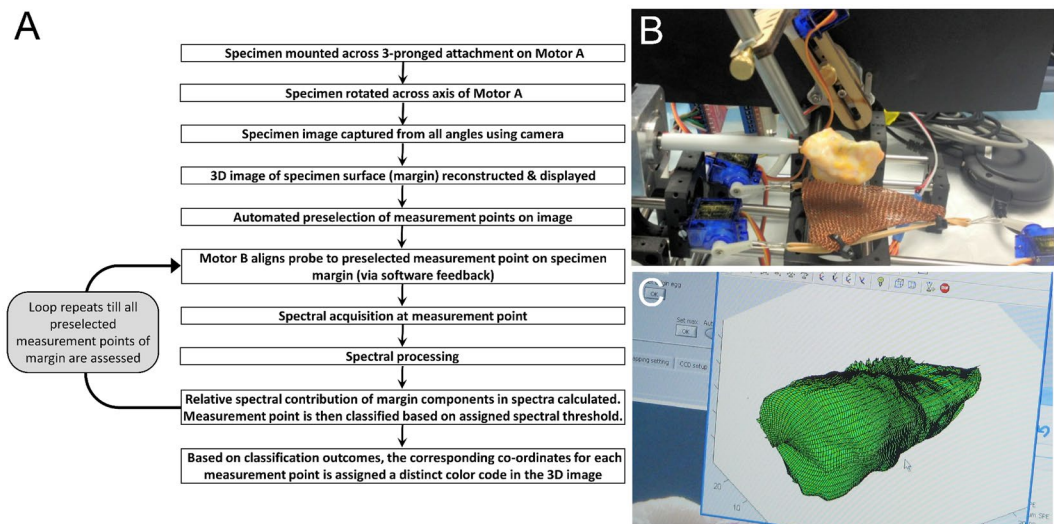 A
Specimen mounted across 3-pronged attachment on Motor A
Specimen rotated across axis of Motor A
Specimen image captured from all angles using camera
3D image of specimen surface (margin) reconstructed & displayed
Automated preselection of measurement points on image
Motor B aligns probe to preselected measurement point on specimen
margin (via software feedback)
Loop repeats till all
preselected
measurement points of
margin are assessed
Spectral acquisition at measurement point
Spectral processing
Relative spectral contribution of margin components in spectra calculated.
Measurement point is then classified based on assigned spectral threshold.
Based on classification outcomes, the corresponding co-ordinates for each
measurement point is assigned a distinct color code in the 3D image
B
C
egg
OK
Set
OK
setting
CCD setup
20
10